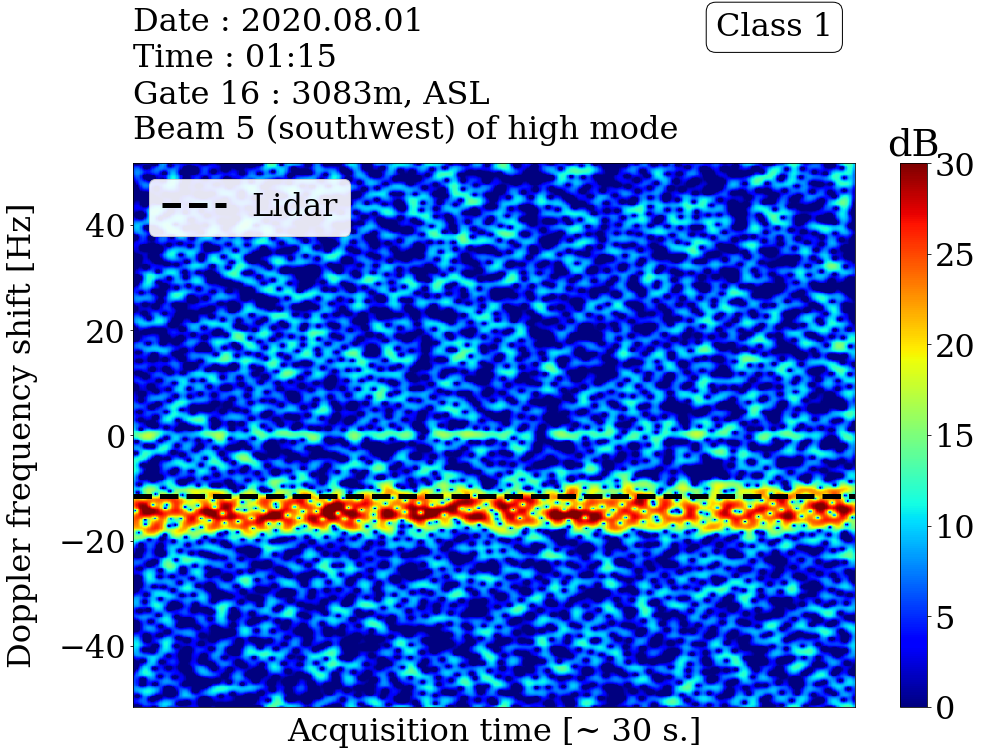 Date : 2020.08.01
Class 1
Time : 01:15
Gate 16 : 3083m, ASL
Beam 5 (southwest) of high mode
dB
Lidar
Doppler frequency shift [Hz]
40
20
0
−20
−40
30
25
20
15
10
5
0
Acquisition time [~ 30 s.]